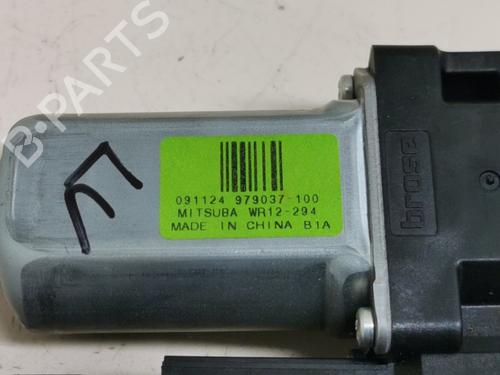 B-PARTS
091124 979037-100
MITSUBA WR12-294
MADE IN CHINA B1A
brose